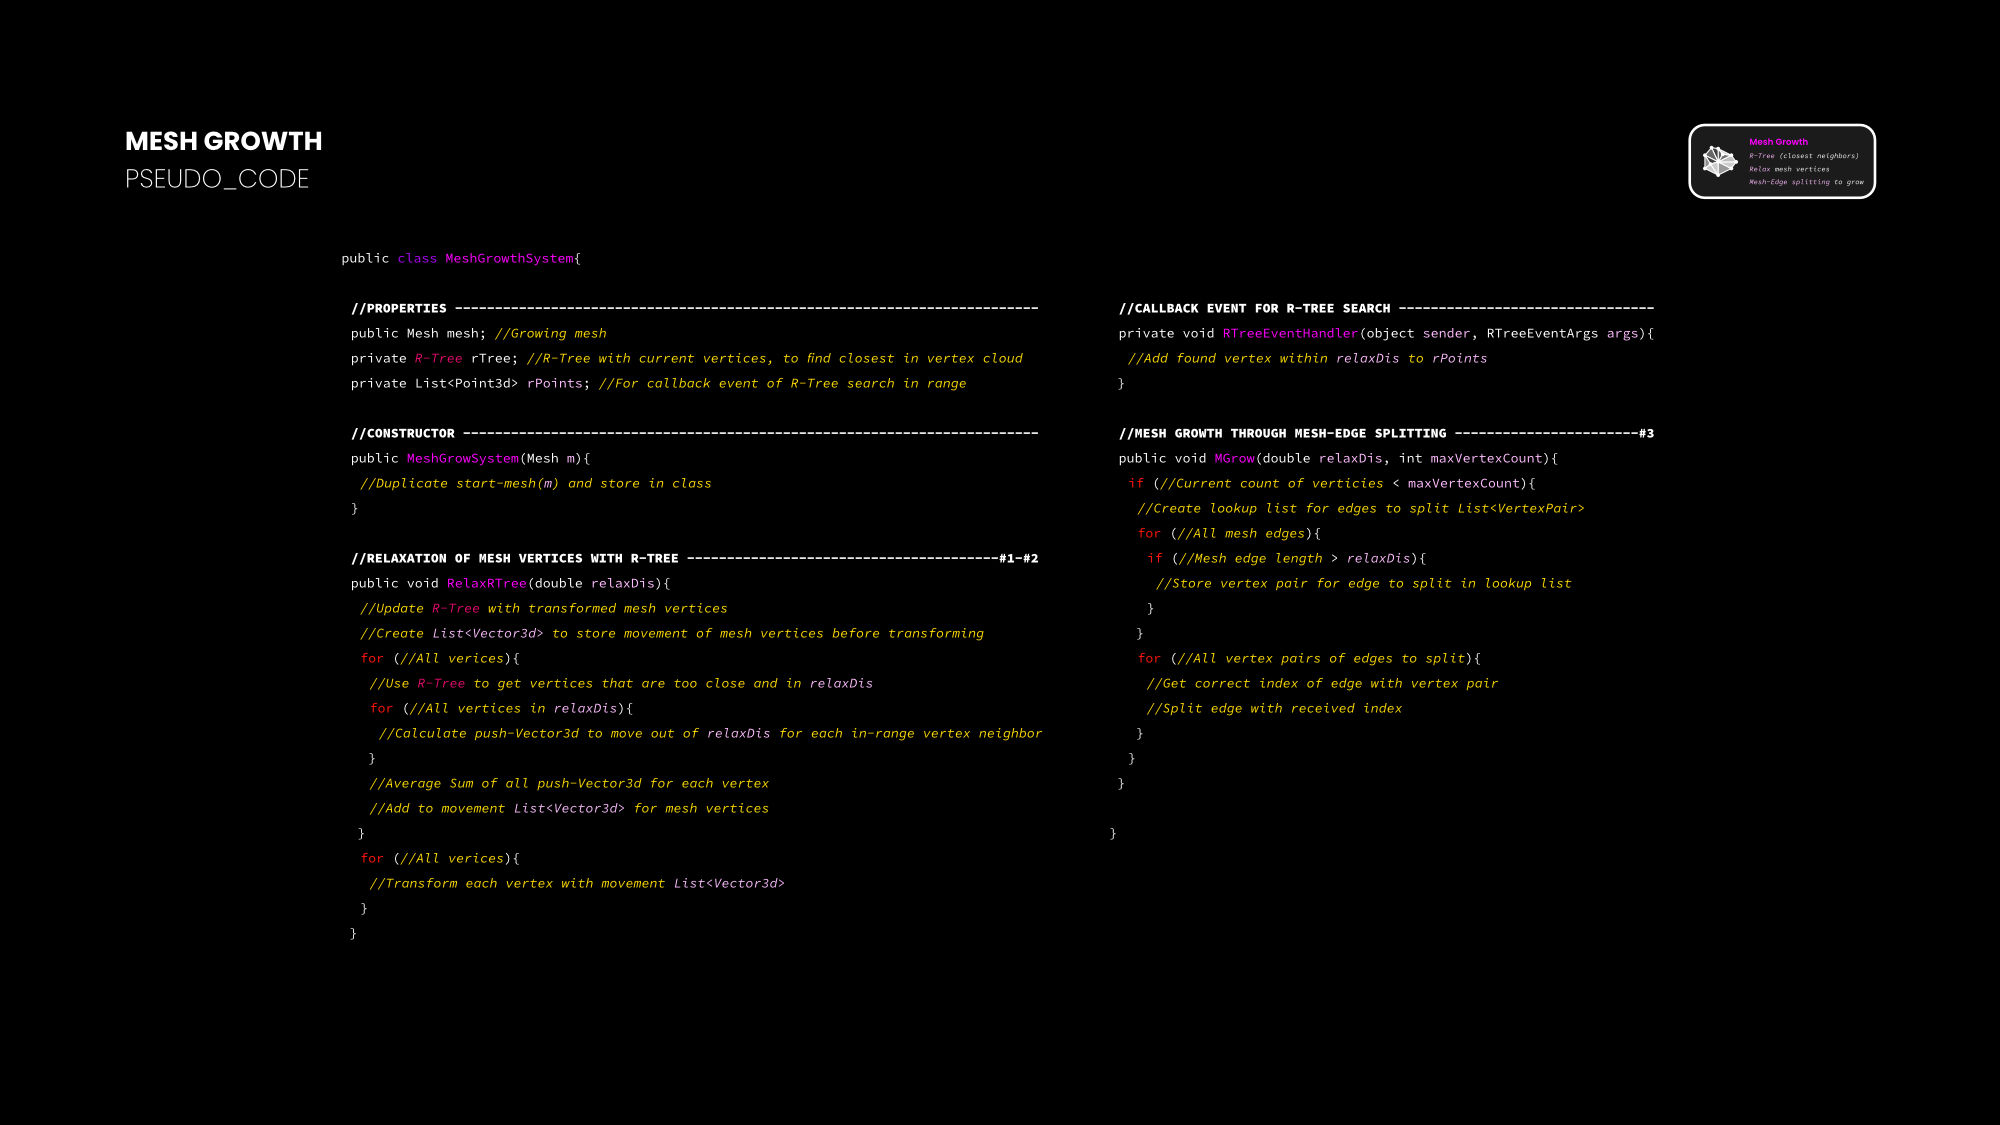 MESH GROWTH
PSEUDO_CODE
Mesh Growth
R-Tree (closest neighbors)
Relax mesh vertices
Mesh-Edge splitting to grow
public class MeshGrowthSystem{
//PROPERTIES -------------------------------------------------------------------------
public Mesh mesh; //Growing mesh
private R-Tree rTree; //R-Tree with current vertices, to find closest in vertex cloud
private List<Point3d> rPoints; //For callback event of R-Tree search in range
//CONSTRUCTOR ------------------------------------------------------------------------
public MeshGrowSystem(Mesh m){
//Duplicate start-mesh(m) and store in class
}
//RELAXATION OF MESH VERTICES WITH R-TREE ---------------------------------------#1-#2
public void RelaxRTree(double relaxDis){
//Update R-Tree with transformed mesh vertices
//Create List<Vector3d> to store movement of mesh vertices before transforming
for (//All verices){
//Use R-Tree to get vertices that are too close and in relaxDis
for (//All vertices in relaxDis){
//Calculate push-Vector3d to move out of relaxDis for each in-range vertex neighbor
}
//Average Sum of all push-Vector3d for each vertex
//Add to movement List<Vector3d> for mesh vertices
}
for (//All verices){
//Transform each vertex with movement List<Vector3d>
}
}
//CALLBACK EVENT FOR R-TREE SEARCH --------------------------------
private void RTreeEventHandler(object sender, RTreeEventArgs args){
//Add found vertex within relaxDis to rPoints
}
//MESH GROWTH THROUGH MESH-EDGE SPLITTING -----------------------#3
public void MGrow(double relaxDis, int maxVertexCount){
if (//Current count of verticies < maxVertexCount){
//Create lookup list for edges to split List<VertexPair>
for (//All mesh edges){
if (//Mesh edge length > relaxDis){
//Store vertex pair for edge to split in lookup list
}
}
for (//All vertex pairs of edges to split){
//Get correct index of edge with vertex pair
//Split edge with received index
}
}
}
}